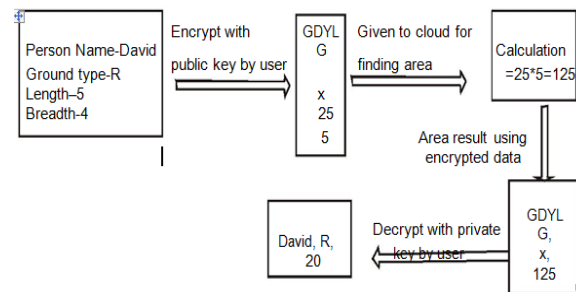 Person Name-David
Ground type-R
Length–5
Breadth-4
Encrypt with
public key by user
GDYL
G
x
25
5
Given to cloud for
finding area
Calculation
=25*5=125
Area result using
encrypted data
GDYL
G,
x,
125
Decrypt with private
key by user
David, R,
20